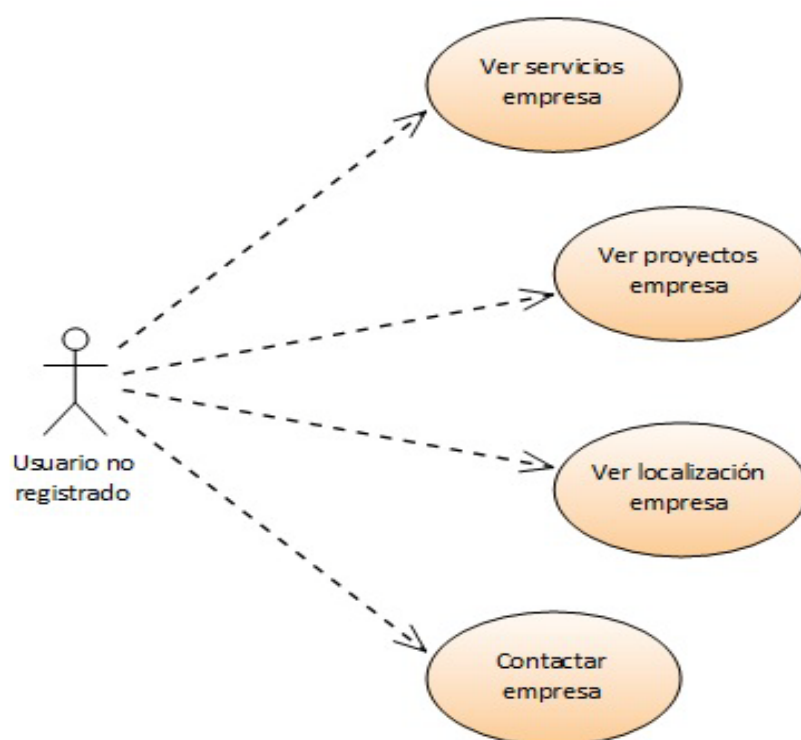 Ver servicios
empresa
Ver proyectos
empresa
Usuario no
registrado
Ver localización
empresa
Contactar
empresa